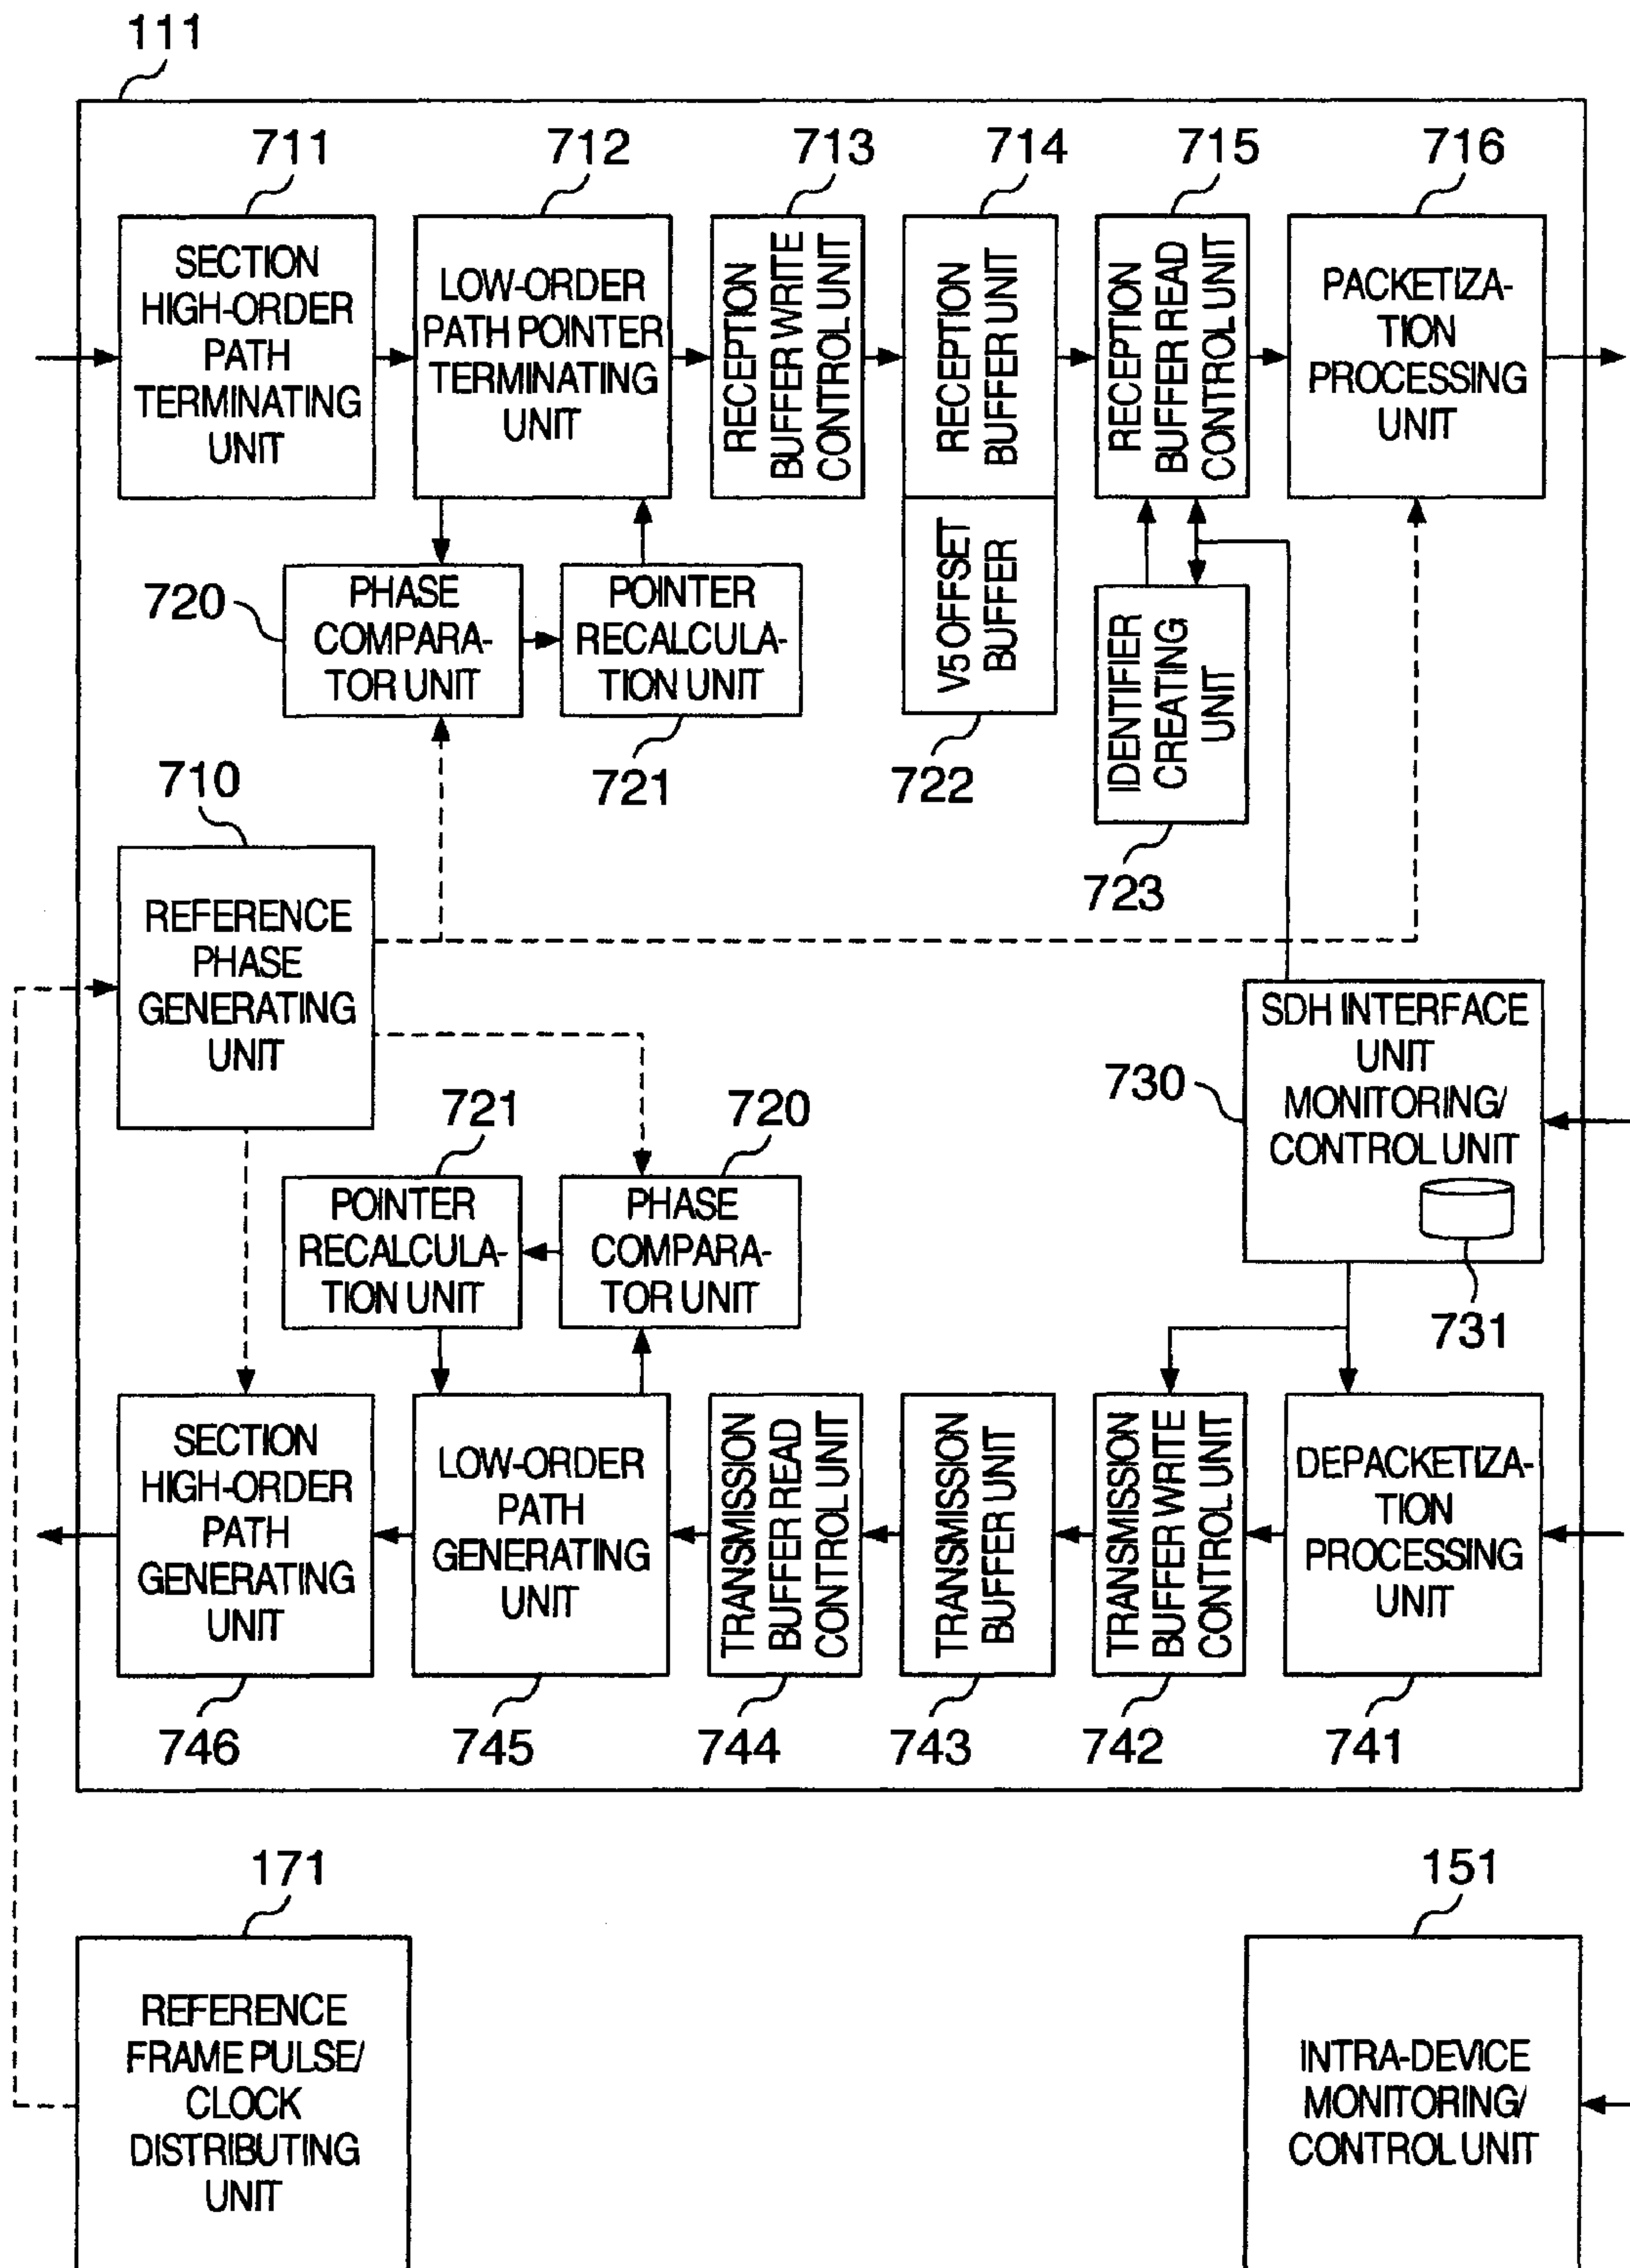 111
711
712
713
714
715
716
SECTION
HIGH-ORDER
PATH
TERMINATING
UNIT
LOW-ORDER
PATH POINTER
TERMINATING
UNIT
RECEPTION
BUFFER WRITE
CONTROL UNIT
RECEPTION
BUFFER UNIT
RECEPTION
BUFFER READ
CONTROL UNIT
PACKETIZA-
TION
PROCESSING
UNIT
720
PHASE
COMPARA-
TOR UNIT
POINTER
RECALCULA-
TION UNIT
721
V5 OFFSET
BUFFER
722
IDENTIFIER
CREATING
UNIT
723
710
REFERENCE
PHASE
GENERATING
UNIT
730
SDH INTERFACE
UNIT
MONITORING/
CONTROL UNIT
731
721
720
POINTER
RECALCULA-
TION UNIT
PHASE
COMPARA-
TOR UNIT
SECTION
HIGH-ORDER
PATH
GENERATING
UNIT
LOW-ORDER
PATH
GENERATING
UNIT
TRANSMISSION
BUFFER READ
CONTROL UNIT
TRANSMISSION
BUFFER UNIT
TRANSMISSION
BUFFER WRITE
CONTROL UNIT
DEPACKETIZA-
TION
PROCESSING
UNIT
746
745
744
743
742
741
171
151
REFERENCE
FRAME PULSE/
CLOCK
DISTRIBUTING
UNIT
INTRA-DEVICE
MONITORING/
CONTROL UNIT